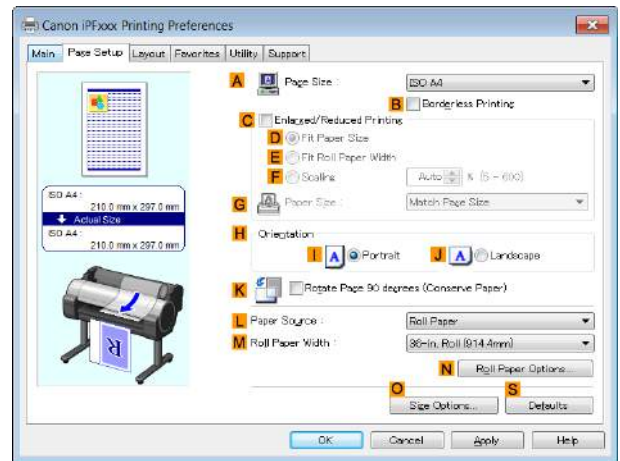 Canon iPFxxx Printing Preferences
Main Page Setup Layout Favorites Utility Support
A Page Size : ISO A4
B Borderless Printing
C Enlarged/Reduced Printing
D Fit Paper Size
E Fit Roll Paper Width
F Scaling Auto % (5 - 600)
ISO A4 :
210.0 mm x 297.0 mm
Actual Size
ISO A4 :
210.0 mm x 297.0 mm
G Paper Size : Match Page Size
H Orientation
I A Portrait J A Landscape
K Rotate Page 90 degrees (Conserve Paper)
L Paper Source : Roll Paper
M Roll Paper Width : 36-in. Roll (914.4mm)
R
N Roll Paper Options...
O S
Size Options... Defaults
OK Cancel Apply Help